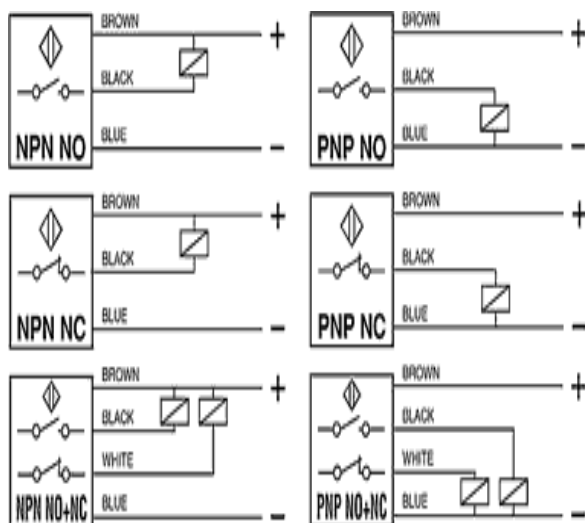 BROWN
+
BLACK
NPN NO
BLUE
−
BROWN
+
BLACK
PNP NO
BLUE
−
BROWN
+
BLACK
NPN NC
BLUE
−
BROWN
+
BLACK
PNP NC
BLUE
−
BROWN
+
BLACK
WHITE
NPN NO+NC
BLUE
−
BROWN
+
BLACK
WHITE
PNP NO+NC
BLUE
−